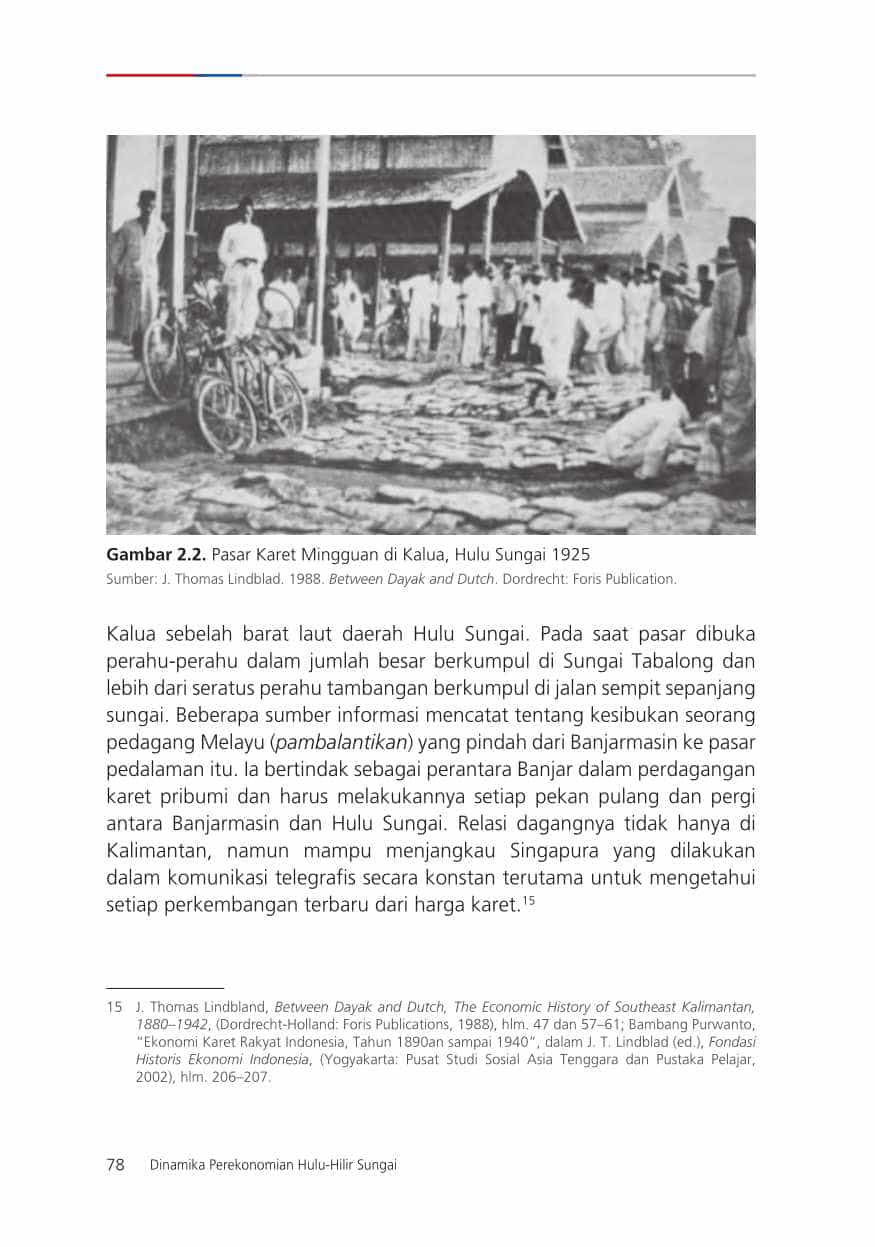 Gambar 2.2. Pasar Karet Mingguan di Kalua, Hulu Sungai 1925
Sumber: J. Thomas Lindblad. 1988. Between Dayak and Dutch. Dordrecht: Foris Publication.
Kalua sebelah barat laut daerah Hulu Sungai. Pada saat pasar dibuka
perahu-perahu dalam jumlah besar berkumpul di Sungai Tabalong dan
lebih dari seratus perahu tambangan berkumpul di jalan sempit sepanjang
sungai. Beberapa sumber informasi mencatat tentang kesibukan seorang
pedagang Melayu (pambalantikan) yang pindah dari Banjarmasin ke pasar
pedalaman itu. Ia bertindak sebagai perantara Banjar dalam perdagangan
karet pribumi dan harus melakukannya setiap pekan pulang dan pergi
antara Banjarmasin dan Hulu Sungai. Relasi dagangnya tidak hanya di
Kalimantan, namun mampu menjangkau Singapura yang dilakukan
dalam komunikasi telegrafis secara konstan terutama untuk mengetahui
setiap perkembangan terbaru dari harga karet.15
15 J. Thomas Lindbland, Between Dayak and Dutch, The Economic History of Southeast Kalimantan,
1880–1942, (Dordrecht-Holland: Foris Publications, 1988), hlm. 47 dan 57–61; Bambang Purwanto,
“Ekonomi Karet Rakyat Indonesia, Tahun 1890an sampai 1940”, dalam J. T. Lindblad (ed.), Fondasi
Historis Ekonomi Indonesia, (Yogyakarta: Pusat Studi Sosial Asia Tenggara dan Pustaka Pelajar,
2002), hlm. 206–207.
78 Dinamika Perekonomian Hulu-Hilir Sungai